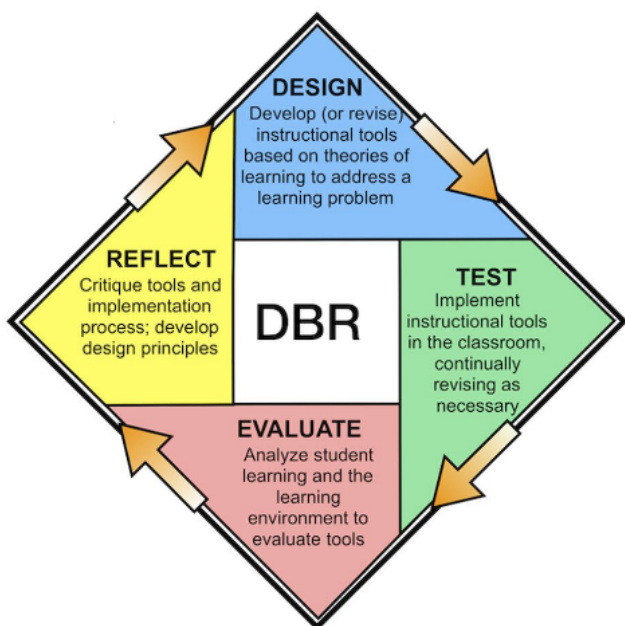 DESIGN
Develop (or revise)
instructional tools
based on theories of
learning to address a
learning problem
REFLECT
Critique tools and
implementation
process; develop
design principles
DBR
TEST
Implement
instructional tools
in the classroom,
continually
revising as
necessary
EVALUATE
Analyze student
learning and the
learning
environment to
evaluate tools